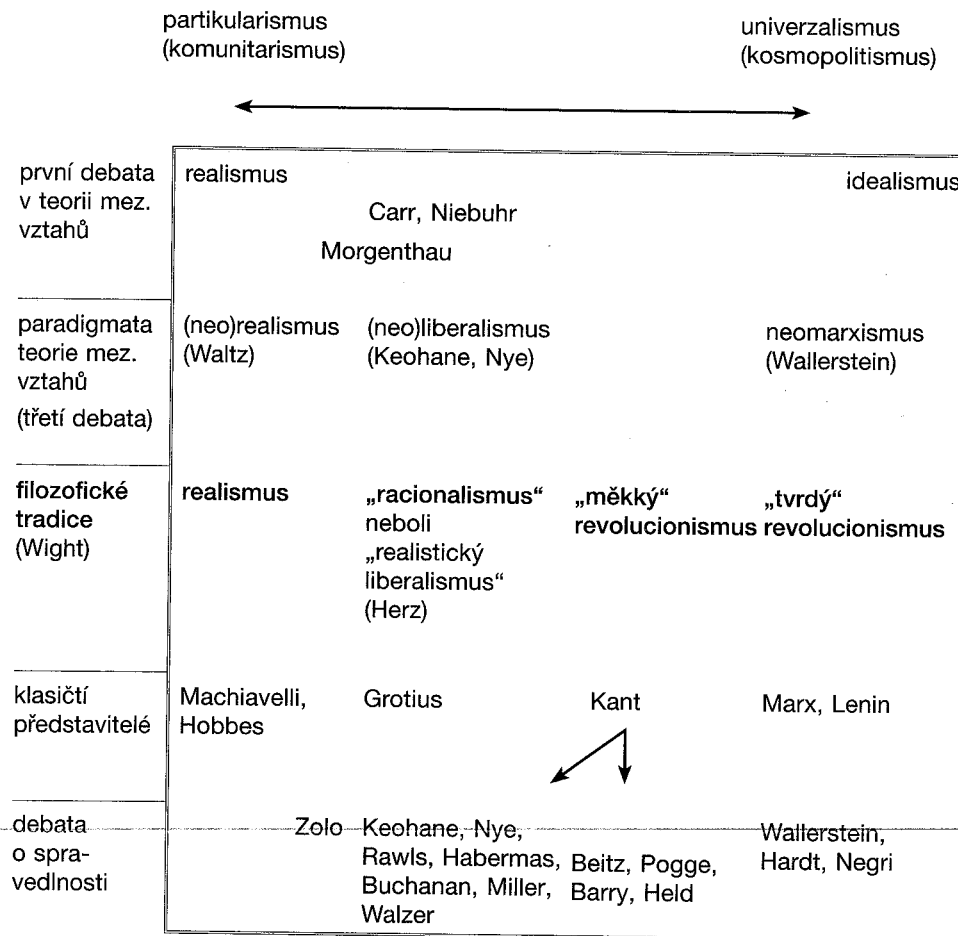 partikularismus
(komunitarismus)
univerzalismus
(kosmopolitismus)
první debata
v teorii mez.
vztahů
realismus
idealismus
Carr, Niebuhr
Morgenthau
paradigmata
teorie mez.
vztahů
(třetí debata)
(neo)realismus
(Waltz)
(neo)liberalismus
(Keohane, Nye)
neomarxismus
(Wallerstein)
filozofické
tradice
(Wight)
realismus
„racionalismus“
neboli
„realistický
liberalismus“
(Herz)
„měkký“
revolucionismus
„tvrdý“
revolucionismus
klasičtí
představitelé
Machiavelli,
Hobbes
Grotius
Kant
Marx, Lenin
debata
o spra-
vedlnosti
Zolo
Keohane, Nye,
Rawls, Habermas,
Buchanan, Miller,
Walzer
Beitz, Pogge,
Barry, Held
Wallerstein,
Hardt, Negri